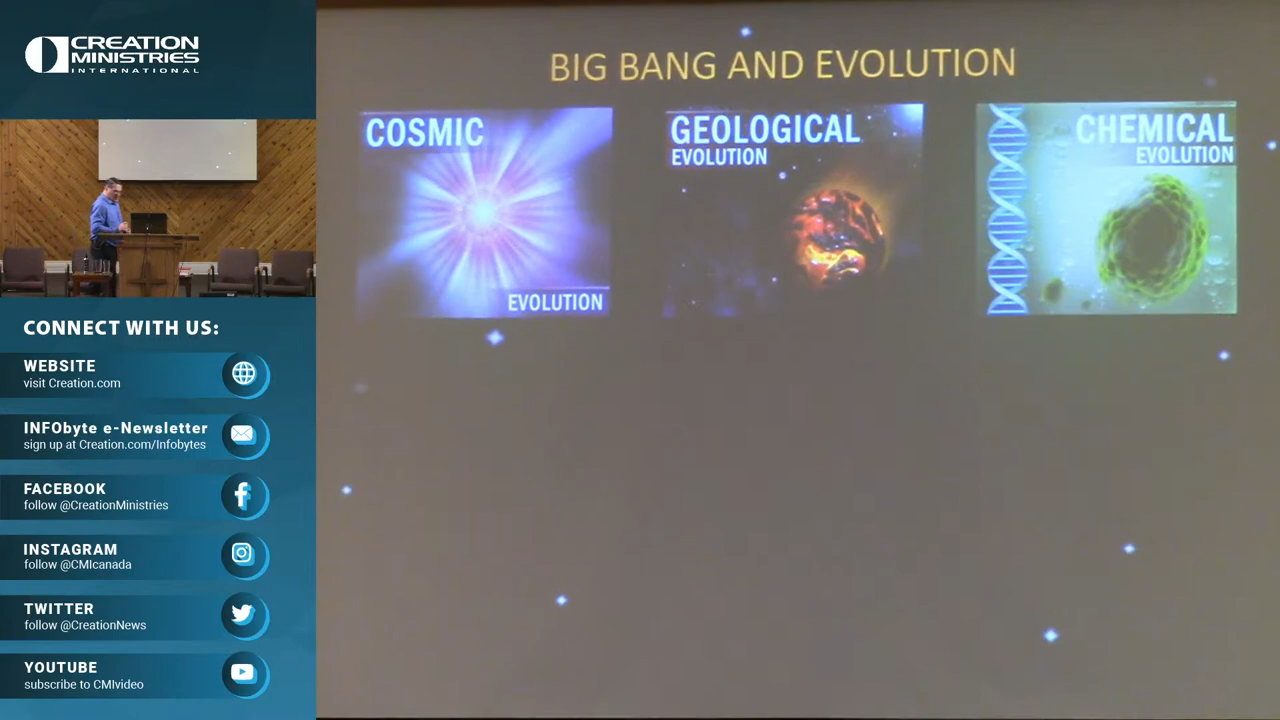 CREATION
MINISTRIES
INTERNATIONAL
CONNECT WITH US:
WEBSITE
visit Creation.com
INFObyte e-Newsletter
sign up at Creation.com/Infobytes
FACEBOOK
follow @CreationMinistries
INSTAGRAM
follow @CMIcanada
TWITTER
follow @CreationNews
YOUTUBE
subscribe to CMIvideo
BIG BANG AND EVOLUTION
COSMIC
EVOLUTION
GEOLOGICAL
EVOLUTION
CHEMICAL
EVOLUTION